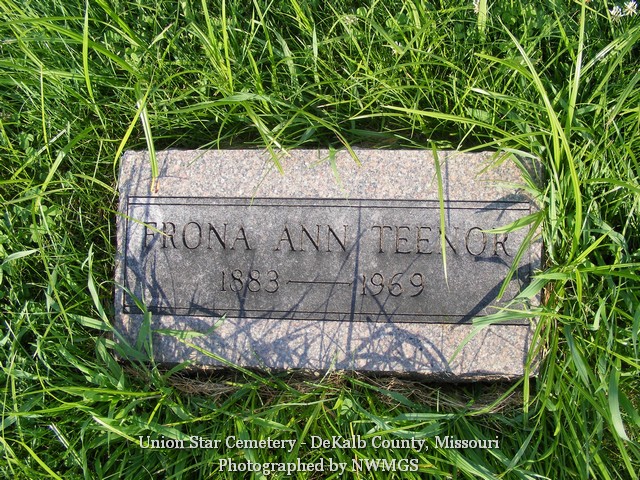 FRONA ANN TEENOR
1883 — 1969
Union Star Cemetery - DeKalb County, Missouri
Photographed by NWMGS